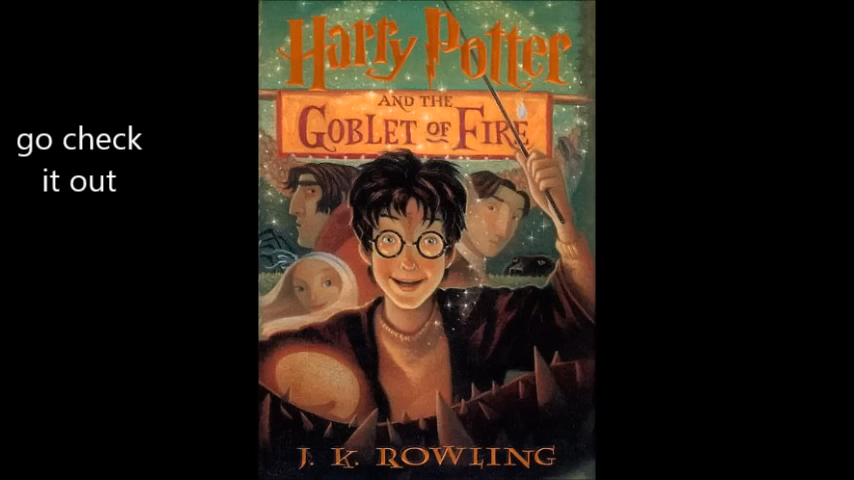 go check
it out
Harry Potter
AND THE
GOBLET OF FIRE
J. K. ROWLING